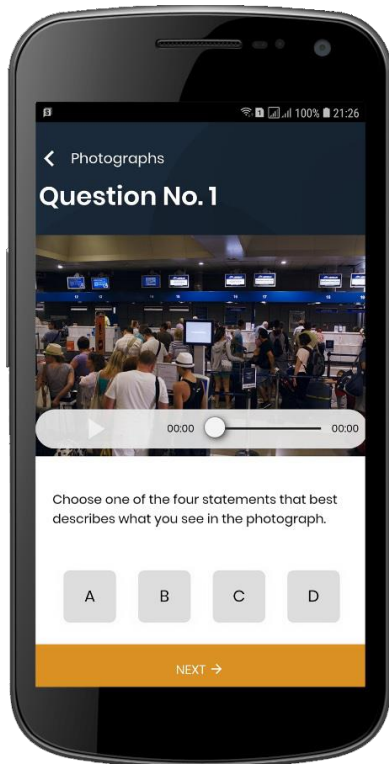 100% 21:26
Photographs
Question No. 1
00:00 00:00
Choose one of the four statements that best
describes what you see in the photograph.
A B C D
NEXT →